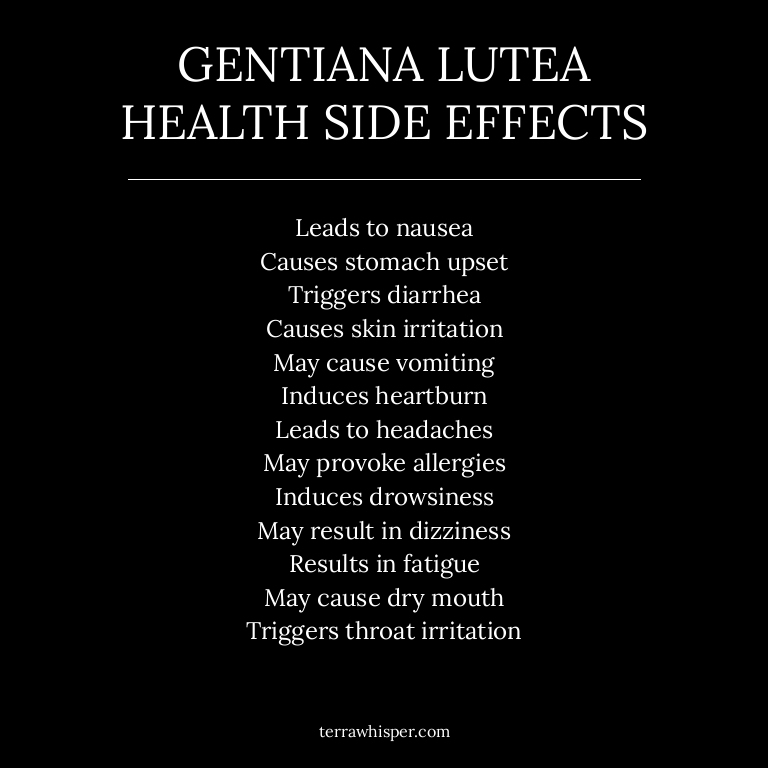 GENTIANA LUTEA
HEALTH SIDE EFFECTS
Leads to nausea
Causes stomach upset
Triggers diarrhea
Causes skin irritation
May cause vomiting
Induces heartburn
Leads to headaches
May provoke allergies
Induces drowsiness
May result in dizziness
Results in fatigue
May cause dry mouth
Triggers throat irritation
terrawhisper.com